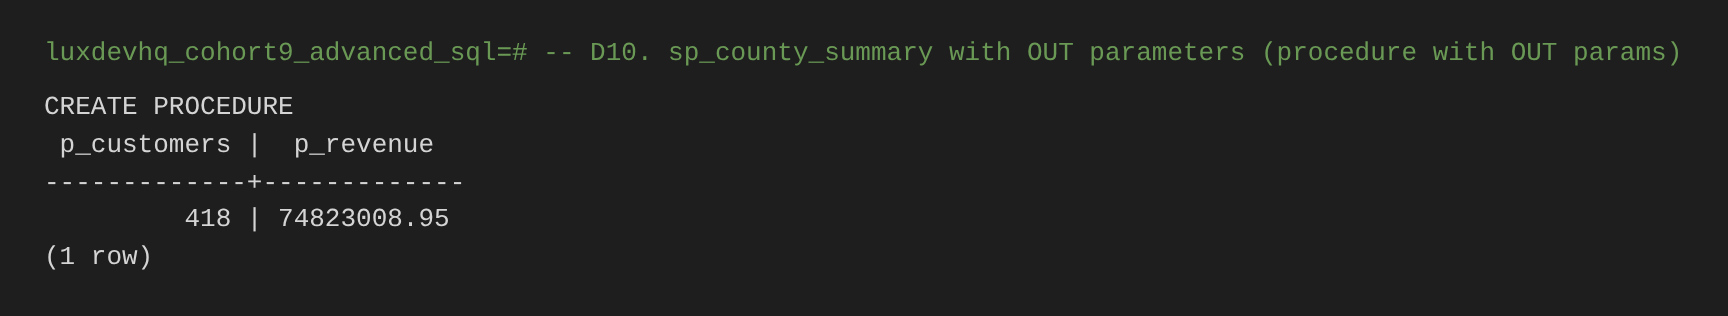 luxdevhq_cohort9_advanced_sql=# -- D10. sp_county_summary with OUT parameters (procedure with OUT params)
CREATE PROCEDURE
 p_customers |  p_revenue
-------------+-------------
         418 | 74823008.95
(1 row)